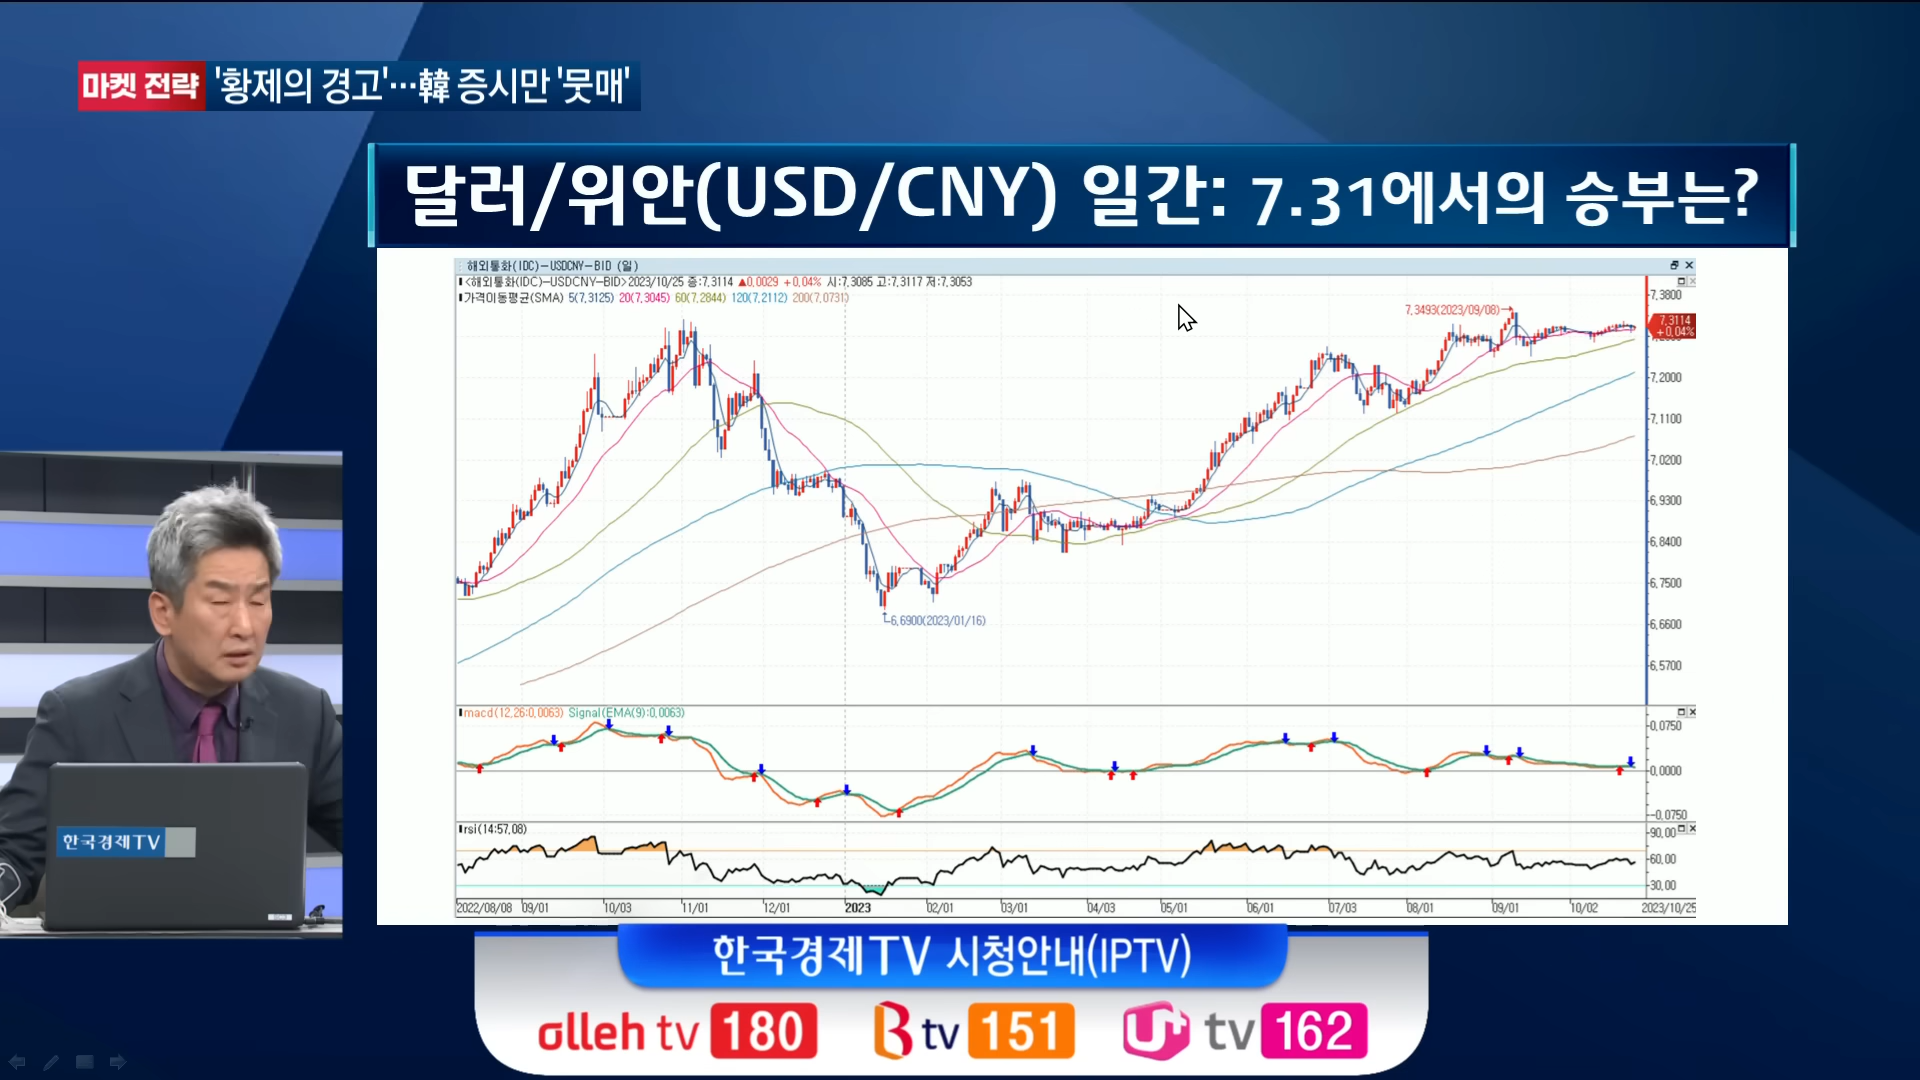 마켓 전략 '황제의 경고'…韓 증시만 '뭇매'
달러/위안(USD/CNY) 일간: 7.31에서의 승부는?
해외통화(IDC)-USDCNY-BID (일)
<해외통화(IDC)-USDCNY-BID>2023/10/25 종:7.3114 ▲0.0029 +0.04% 시:7.3085 고:7.3117 저:7.3053
가격이동평균(SMA) 5(7.3125) 20(7.3045) 60(7.2844) 120(7.2112) 200(7.0731)
7.3800
7.3493(2023/09/08)
7.3114
+0.04%
7.2000
7.1100
7.0200
6.9300
6.8400
6.7500
6.6900(2023/01/16)
6.6600
6.5700
macd(12,26:0.0063) Signal(EMA(9):0.0063)
0.0750
0.0000
-0.0750
rsi(14:57.08)
90.00
60.00
30.00
2022/08/08 09/01 10/03 11/01 12/01 2023 02/01 03/01 04/03 05/01 06/01 07/03 08/01 09/01 10/02 2023/10/25
한국경제TV
한국경제TV 시청안내(IPTV)
olleh tv 180 B tv 151 U+ tv 162